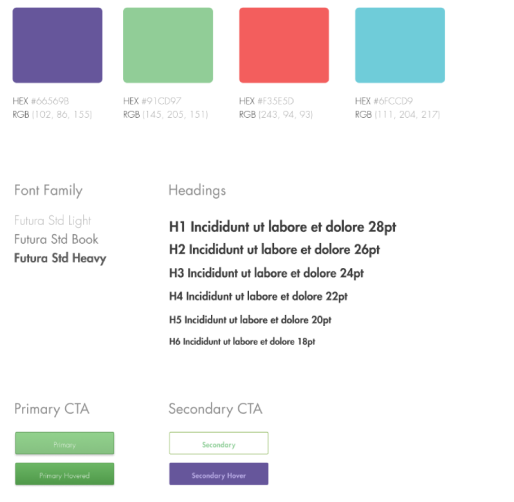 HEX #665698
RGB (102, 86, 155)
HEX #91CD97
RGB (145, 205, 151)
HEX #F35E5D
RGB (243, 94, 93)
HEX #6FCCD9
RGB (111, 204, 217)
Font Family
Futura Std Light
Futura Std Book
Futura Std Heavy
Headings
H1 Incididunt ut labore et dolore 28pt
H2 Incididunt ut labore et dolore 26pt
H3 Incididunt ut labore et dolore 24pt
H4 Incididunt ut labore et dolore 22pt
H5 Incididunt ut labore et dolore 20pt
H6 Incididunt ut labore et dolore 18pt
Primary CTA
Primary
Primary Hovered
Secondary CTA
Secondary
Secondary Hover